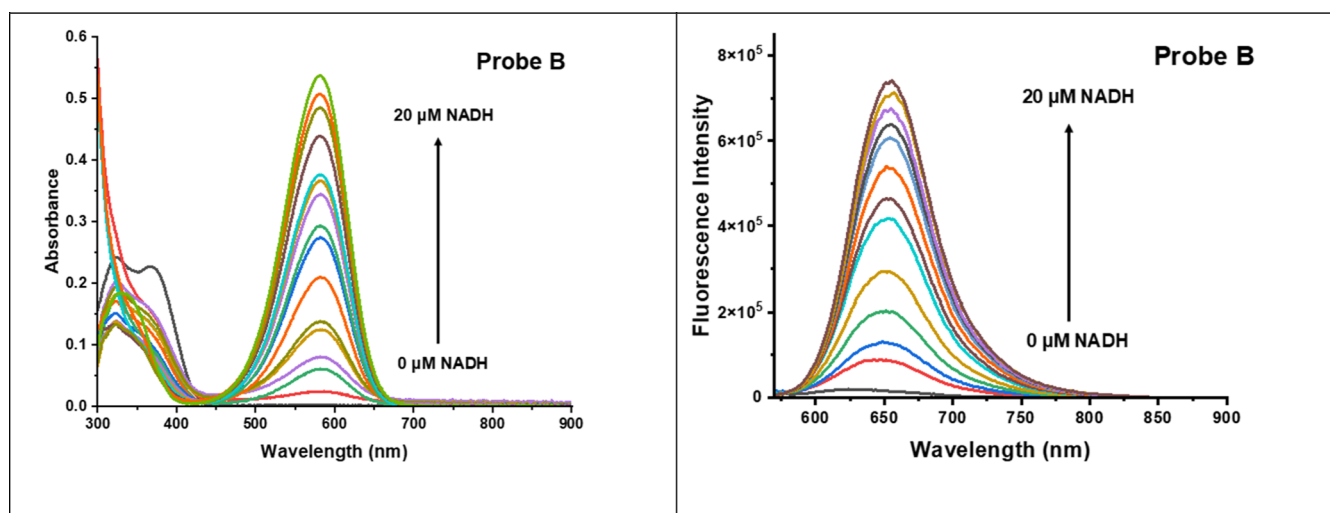 Probe B
20 µM NADH
0 µM NADH
Absorbance
0.6
0.5
0.4
0.3
0.2
0.1
0.0
300 400 500 600 700 800 900
Wavelength (nm)
Probe B
20 µM NADH
0 µM NADH
Fluorescence Intensity
8×10⁵
6×10⁵
4×10⁵
2×10⁵
0
600 650 700 750 800 850 900
Wavelength (nm)